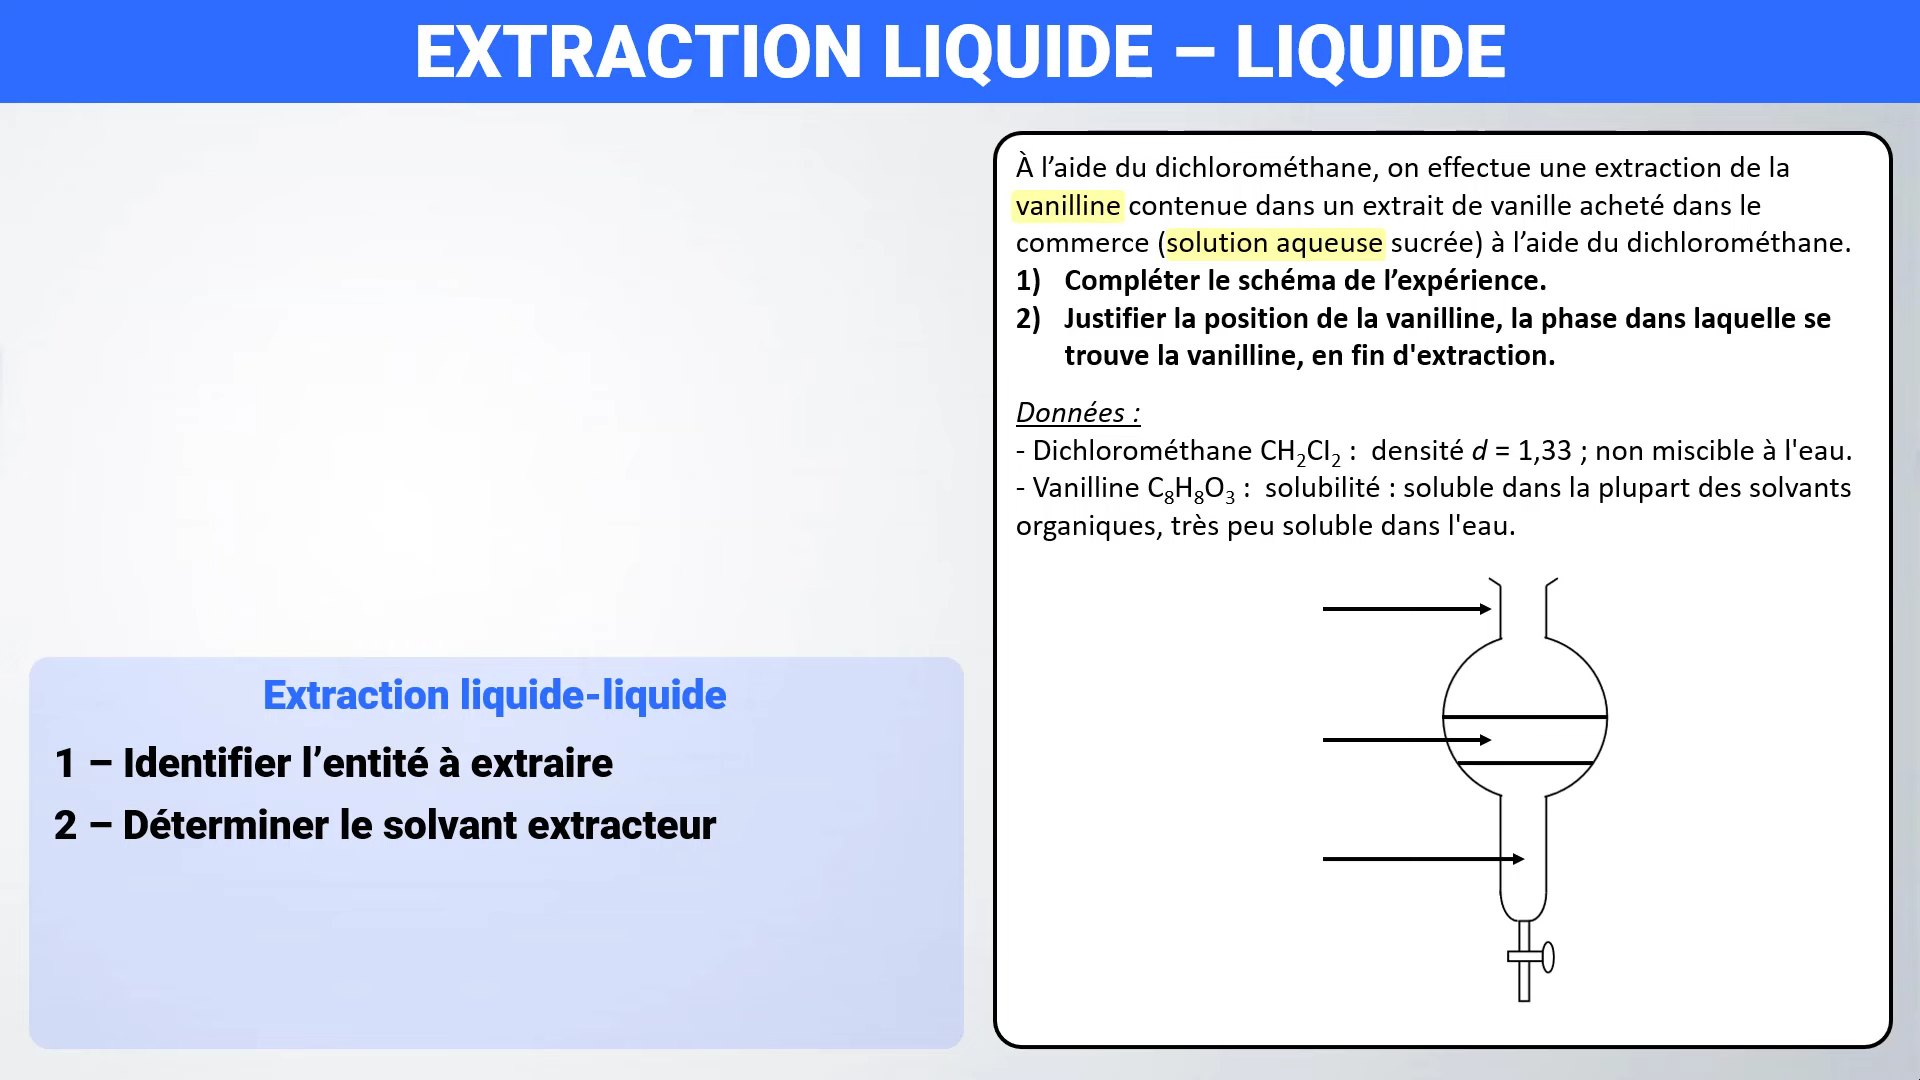 EXTRACTION LIQUIDE – LIQUIDE
À l’aide du dichlorométhane, on effectue une extraction de la
vanilline contenue dans un extrait de vanille acheté dans le
commerce (solution aqueuse sucrée) à l’aide du dichlorométhane.
1) Compléter le schéma de l’expérience.
2) Justifier la position de la vanilline, la phase dans laquelle se
trouve la vanilline, en fin d'extraction.
Données :
- Dichlorométhane CH₂Cl₂ : densité d = 1,33 ; non miscible à l'eau.
- Vanilline C₈H₈O₃ : solubilité : soluble dans la plupart des solvants
organiques, très peu soluble dans l'eau.
Extraction liquide-liquide
1 – Identifier l’entité à extraire
2 – Déterminer le solvant extracteur